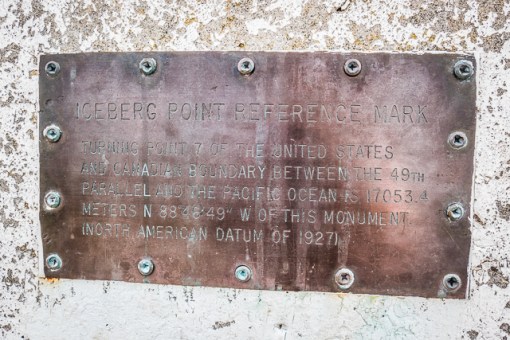 ICEBERG POINT REFERENCE MARK
TURNING POINT 7 OF THE UNITED STATES
AND CANADIAN BOUNDARY BETWEEN THE 49TH
PARALLEL AND THE PACIFIC OCEAN IS 17053.4
METERS N 88°48'49" W OF THIS MONUMENT.
(NORTH AMERICAN DATUM OF 1927).